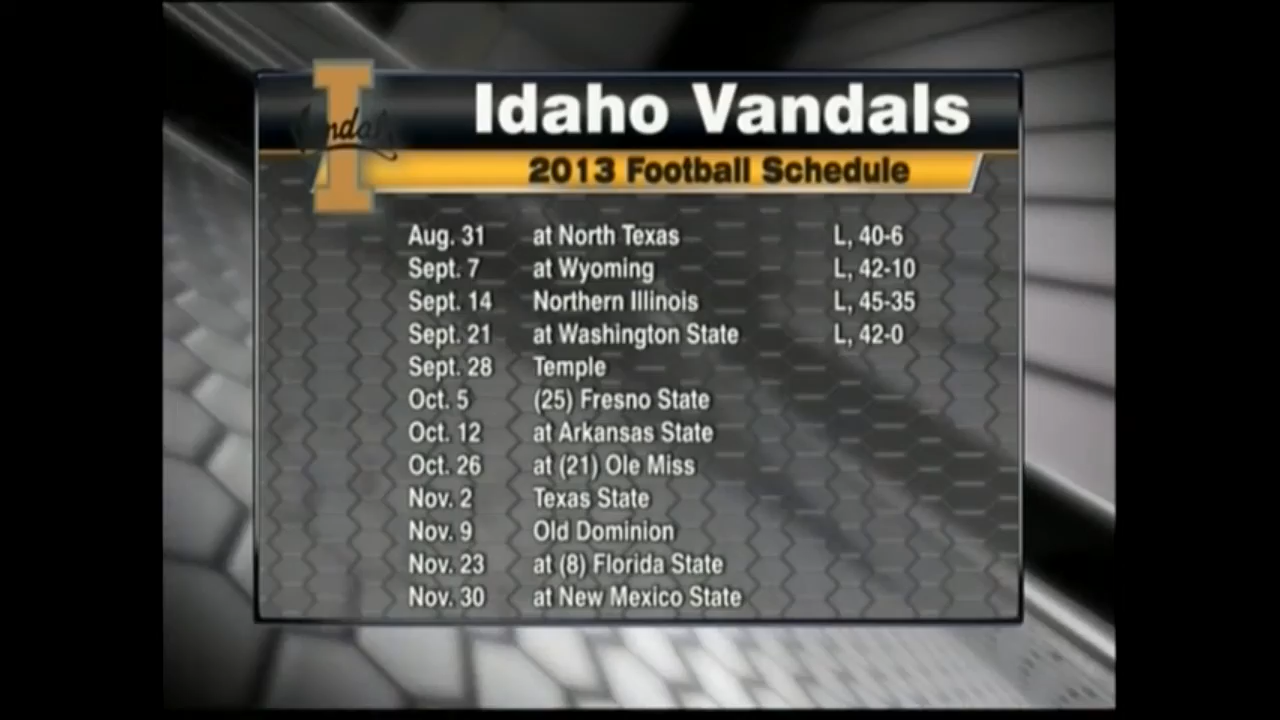 Idaho Vandals
2013 Football Schedule
Aug. 31 at North Texas L, 40-6
Sept. 7 at Wyoming L, 42-10
Sept. 14 Northern Illinois L, 45-35
Sept. 21 at Washington State L, 42-0
Sept. 28 Temple
Oct. 5 (25) Fresno State
Oct. 12 at Arkansas State
Oct. 26 at (21) Ole Miss
Nov. 2 Texas State
Nov. 9 Old Dominion
Nov. 23 at (8) Florida State
Nov. 30 at New Mexico State